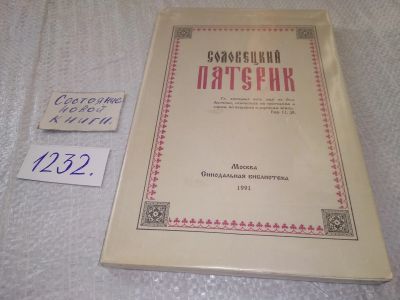 Состояние
новой
книги.
1232.
СОЛОВЕЦКИЙ
ПАТЕРИК
Москва
Синодальная библиотека
1991